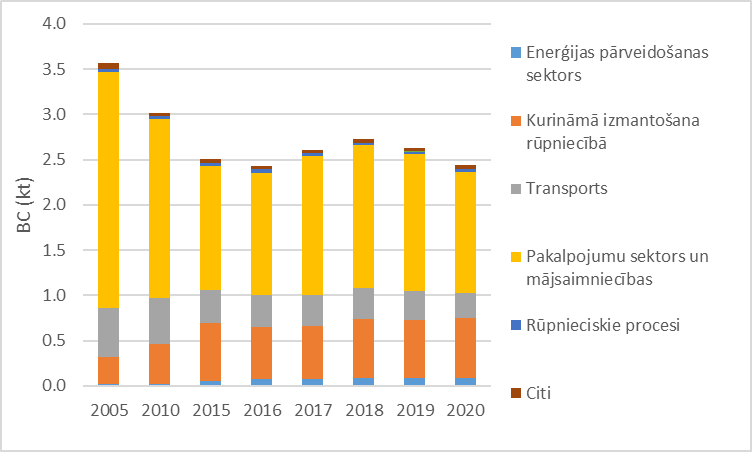 4.0
3.5
3.0
2.5
2.0
1.5
1.0
0.5
0.0
BC (kt)
2005 2010 2015 2016 2017 2018 2019 2020
Enerģijas pārveidošanas
sektors
Kurināmā izmantošana
rūpniecībā
Transports
Pakalpojumu sektors un
mājsaimniecības
Rūpnieciskie procesi
Citi